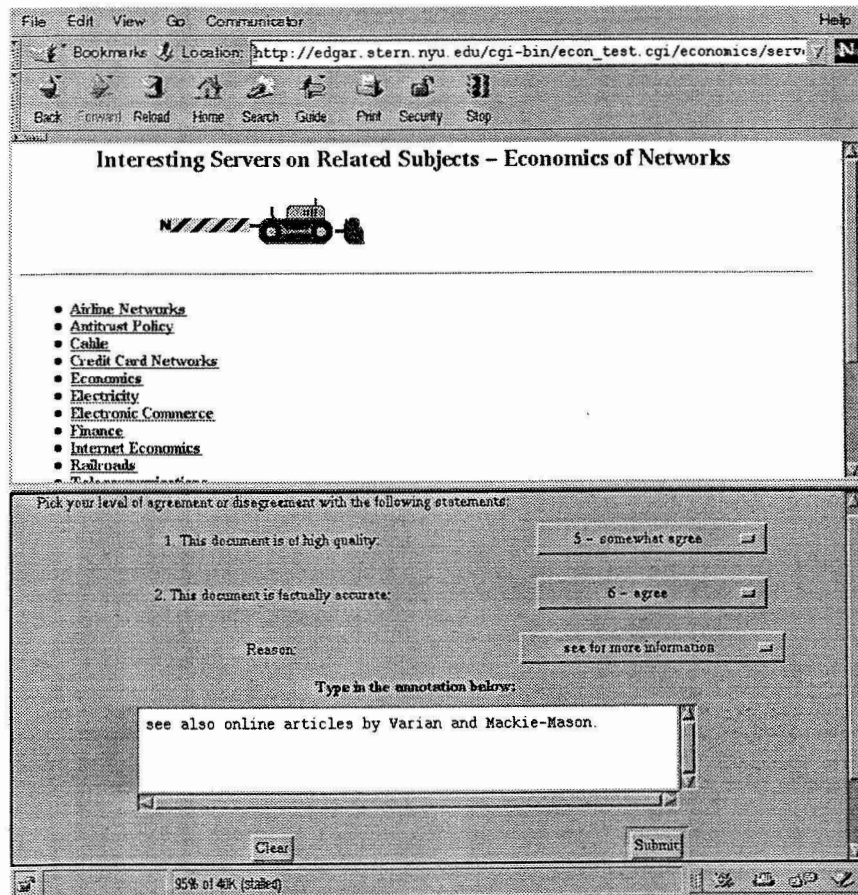 File Edit View Go Communicator Help
Bookmarks Location: http://edgar.stern.nyu.edu/cgi-bin/econ_test.cgi/economics/serve N
Back Forward Reload Home Search Guide Print Security Stop
Interesting Servers on Related Subjects – Economics of Networks
N
Airline Networks
Antitrust Policy
Cable
Credit Card Networks
Economics
Electricity
Electronic Commerce
Finance
Internet Economics
Railroads
Telecommunications
Pick your level of agreement or disegreement with the following statements:
1. This document is of high quality: 5 – somewhat agree
2. This document is factually accurate: 6 – agree
Reason: see for more information
Type in the annotation below:
see also online articles by Varian and Mackie-Mason.
Clear Submit
95% of 40K (stalled)